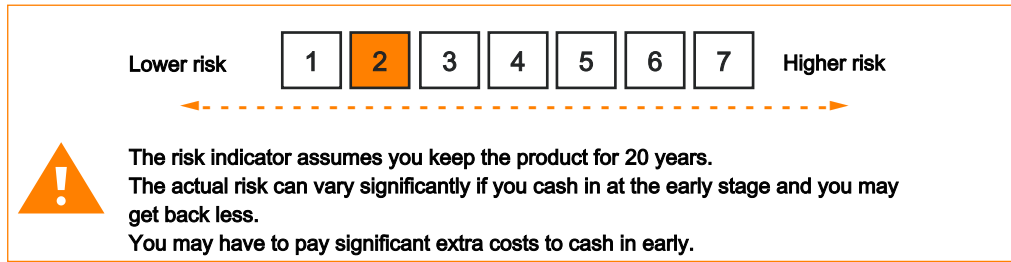 Lower risk 1 2 3 4 5 6 7 Higher risk
!
The risk indicator assumes you keep the product for 20 years.
The actual risk can vary significantly if you cash in at the early stage and you may
get back less.
You may have to pay significant extra costs to cash in early.